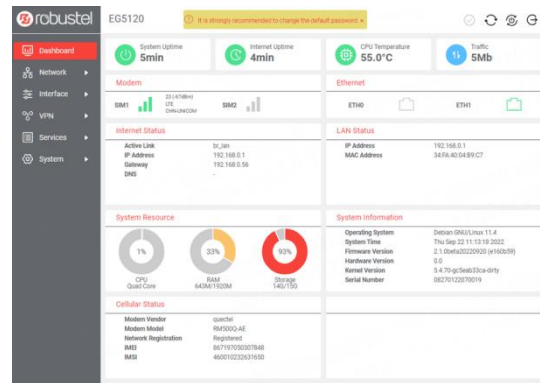 robustel
EG5120
It is strongly recommended to change the default password. ×
Dashboard
Network
Interface
VPN
Services
System
System Uptime
5min
Internet Uptime
4min
CPU Temperature
55.0°C
Traffic
5Mb
Modem
SIM1
LTE
CHN-UNICOM
SIM2
Ethernet
ETH0
ETH1
Internet Status
Active Link br_lan
IP Address 192.168.0.1
Gateway 192.168.0.56
DNS -
LAN Status
IP Address 192.168.0.1
MAC Address 34:FA:40:04:B9:C7
System Resource
1%
CPU
Quad Core
33%
RAM
643M/1920M
93%
Storage
14G/15G
System Information
Operating System Debian GNU/Linux 11.4
System Time Thu Sep 22 11:13:18 2022
Firmware Version 2.1.0beta20220920 (e160b59)
Hardware Version 0.0
Kernel Version 5.4.70-gc5eab33ca-dirty
Serial Number 08270122070019
Cellular Status
Modem Vendor quectel
Modem Model RM500Q-AE
Network Registration Registered
IMEI 867197050307848
IMSI 460010232631650